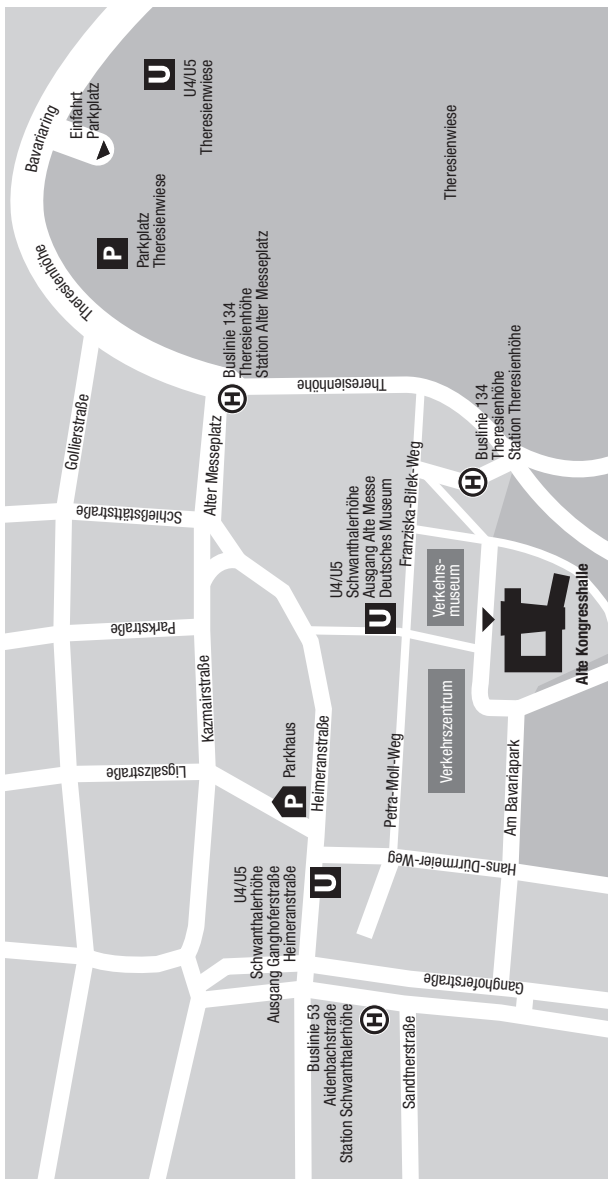 Bavariaring
Einfahrt
Parkplatz
U
U4/U5
Theresienwiese
P
Parkplatz
Theresienwiese
Theresienhöhe
Gollierstraße
Schießstättstraße
Parkstraße
Ligsalzstraße
Kazmairstraße
Alter Messeplatz
H
Buslinie 134
Theresienhöhe
Station Alter Messeplatz
Theresienhöhe
Theresienwiese
P
Parkhaus
Heimeranstraße
U4/U5
Schwanthalerhöhe
Ausgang Ganghoferstraße
Heimeranstraße
U
U4/U5
Schwanthalerhöhe
Ausgang Alte Messe
Deutsches Museum
U
Buslinie 53
Aidenbachstraße
Station Schwanthalerhöhe
H
Sandtnerstraße
Ganghoferstraße
Hans-Dürmeier-Weg
Petra-Moll-Weg
Franziska-Bilek-Weg
Verkehrszentrum
Verkehrs-
museum
H
Buslinie 134
Theresienhöhe
Station Theresienhöhe
Am Bavariapark
Alte Kongresshalle